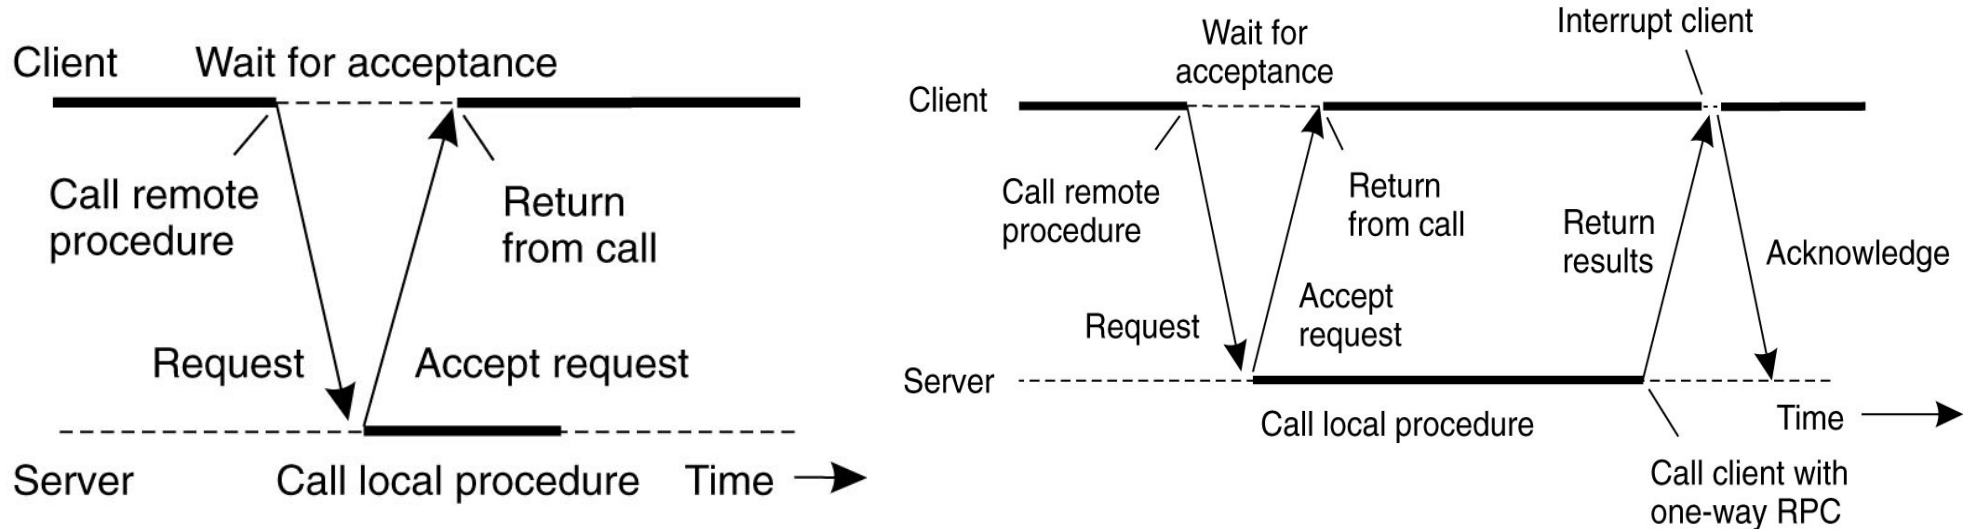 Client
Wait for acceptance
Call remote
procedure
Return
from call
Request
Accept request
Server
Call local procedure
Time
Interrupt client
Wait for
acceptance
Client
Call remote
procedure
Return
from call
Return
results
Acknowledge
Accept
request
Request
Server
Call local procedure
Time
Call client with
one-way RPC